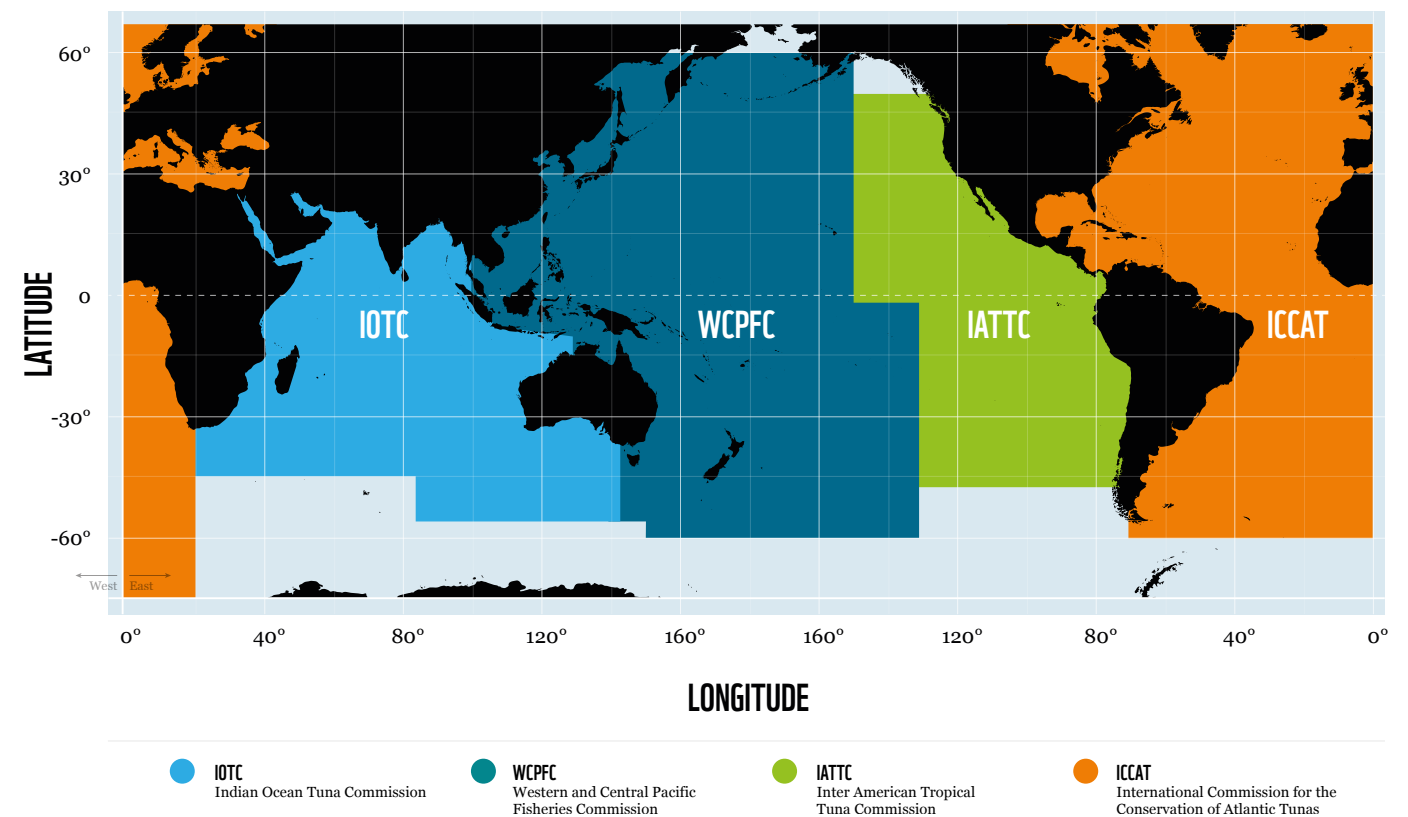 60°
30°
0
-30°
-60°
LATITUDE
IOTC
WCPFC
IATTC
ICCAT
West East
0° 40° 80° 120° 160° 160° 120° 80° 40° 0°
LONGITUDE
IOTC
Indian Ocean Tuna Commission
WCPFC
Western and Central Pacific
Fisheries Commission
IATTC
Inter American Tropical
Tuna Commission
ICCAT
International Commission for the
Conservation of Atlantic Tunas